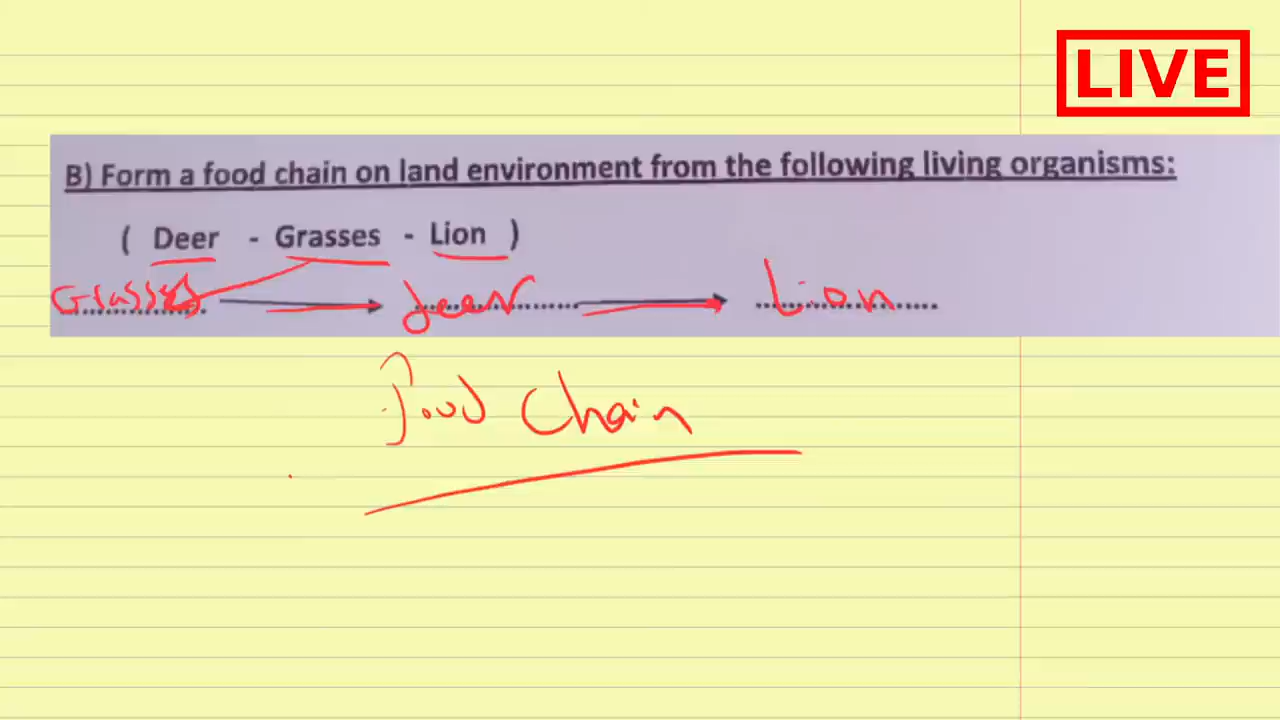 LIVE
B) Form a food chain on land environment from the following living organisms:
( Deer - Grasses - Lion )
Grasses deer Lion
Food Chain